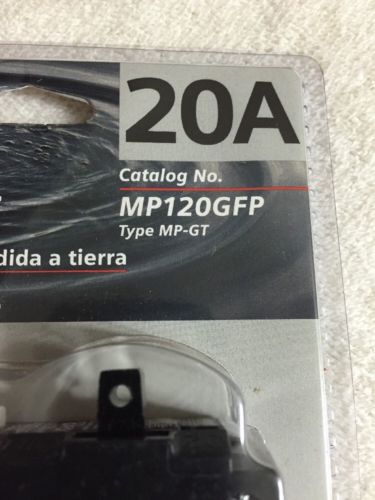 20A
Catalog No.
MP120GFP
Type MP-GT
dida a tierra